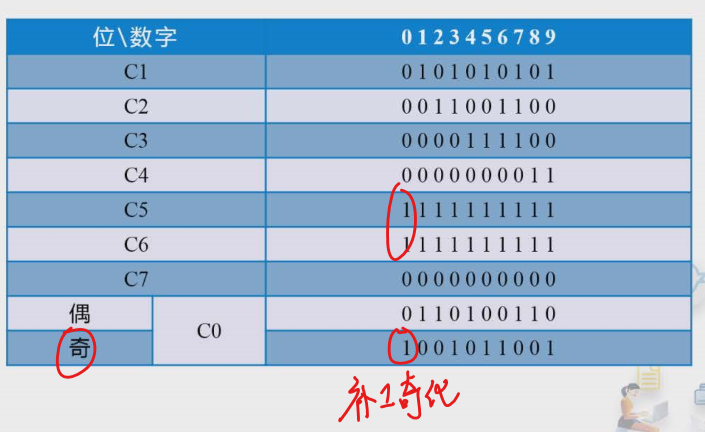 位\数字 0 1 2 3 4 5 6 7 8 9
C1 0 1 0 1 0 1 0 1 0 1
C2 0 0 1 1 0 0 1 1 0 0
C3 0 0 0 0 1 1 1 1 0 0
C4 0 0 0 0 0 0 0 0 1 1
C5 1 1 1 1 1 1 1 1 1 1
C6 1 1 1 1 1 1 1 1 1 1
C7 0 0 0 0 0 0 0 0 0 0
偶 C0 0 1 1 0 1 0 0 1 1 0
奇 1 0 0 1 0 1 1 0 0 1
补1奇化